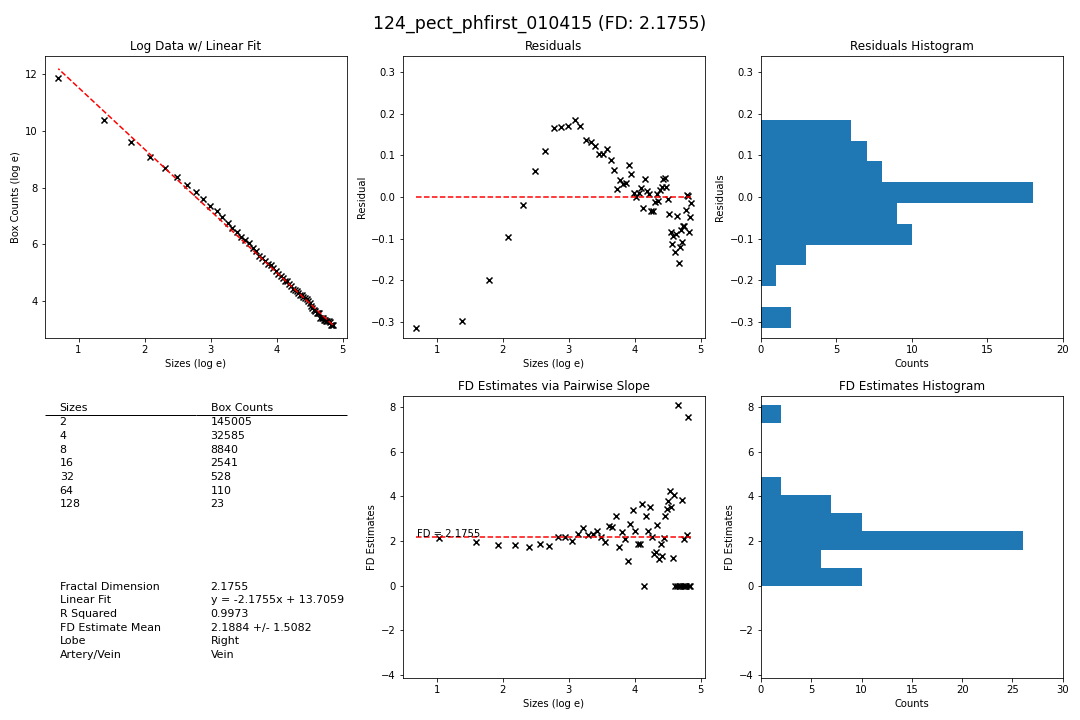 124_pect_phfirst_010415 (FD: 2.1755)
Log Data w/ Linear Fit
Box Counts (log e)
12
10
8
6
4
1 2 3 4 5
Sizes (log e)
Residuals
Residual
0.3
0.2
0.1
0.0
−0.1
−0.2
−0.3
1 2 3 4 5
Sizes (log e)
Residuals Histogram
Residuals
0.3
0.2
0.1
0.0
−0.1
−0.2
−0.3
0 5 10 15 20
Counts
Sizes Box Counts
2 145005
4 32585
8 8840
16 2541
32 528
64 110
128 23
Fractal Dimension 2.1755
Linear Fit y = -2.1755x + 13.7059
R Squared 0.9973
FD Estimate Mean 2.1884 +/- 1.5082
Lobe Right
Artery/Vein Vein
FD Estimates via Pairwise Slope
FD Estimates
8
6
4
2
0
−2
−4
FD = 2.1755
1 2 3 4 5
Sizes (log e)
FD Estimates Histogram
FD Estimates
8
6
4
2
0
−2
−4
0 5 10 15 20 25 30
Counts